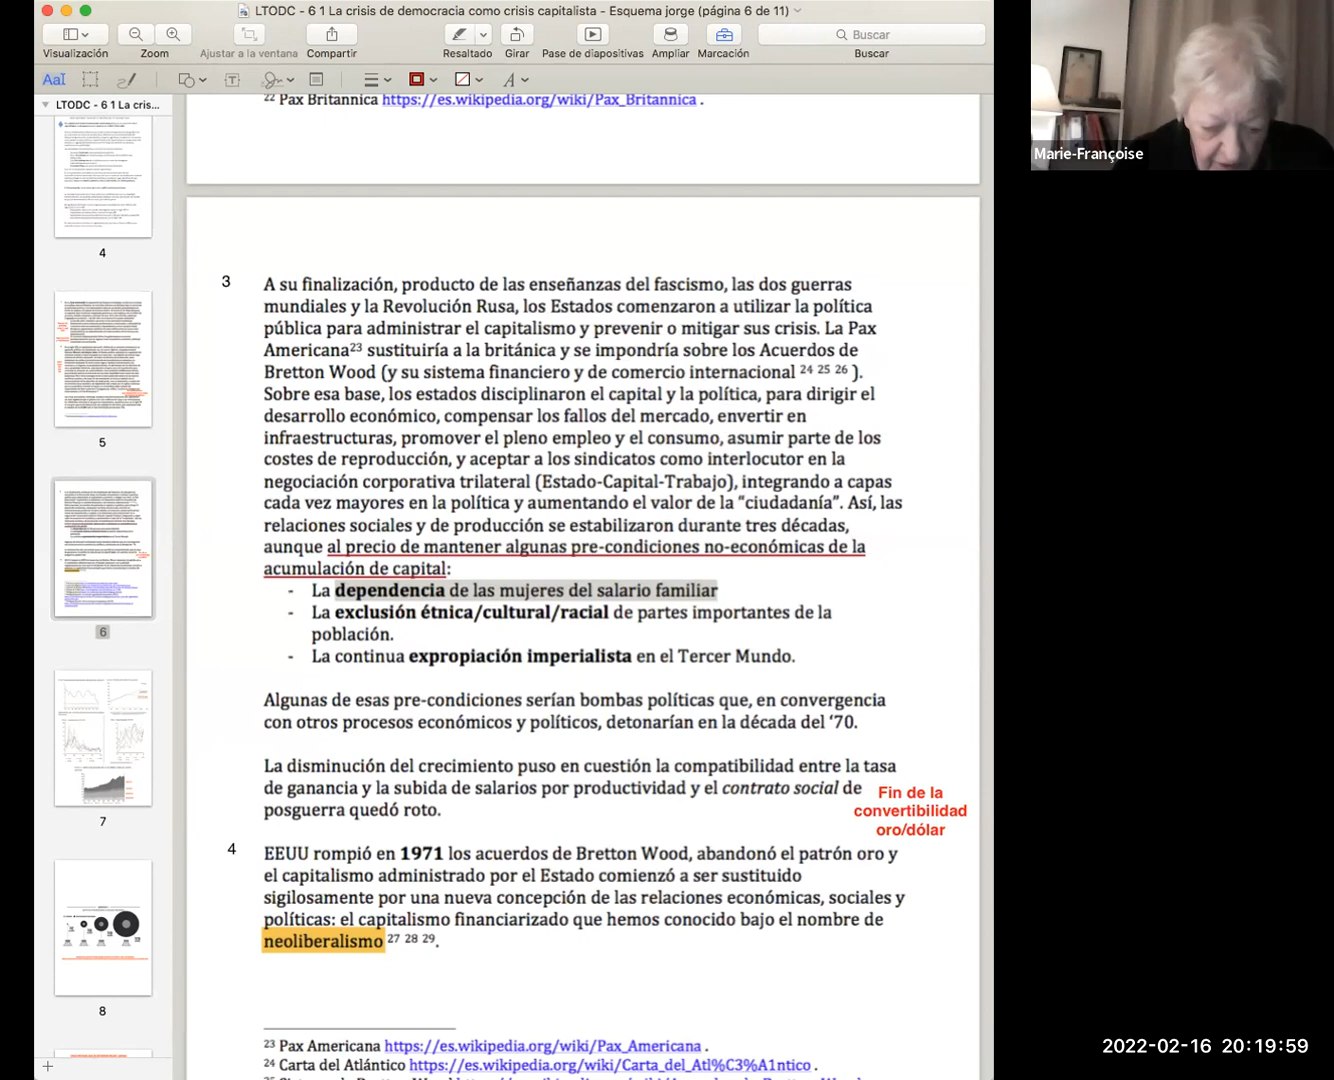 LTODC - 6 1 La crisis de democracia como crisis capitalista - Esquema jorge (página 6 de 11)
Visualización
Zoom
Ajustar a la ventana
Compartir
Resaltado
Girar
Pase de diapositivas
Ampliar
Marcación
Buscar
Buscar
AaI
LTODC - 6 1 La cris...
4
5
6
7
8
22 Pax Britannica https://es.wikipedia.org/wiki/Pax_Britannica .
3
A su finalización, producto de las enseñanzas del fascismo, las dos guerras
mundiales y la Revolución Rusa, los Estados comenzaron a utilizar la política
pública para administrar el capitalismo y prevenir o mitigar sus crisis. La Pax
Americana23 sustituiría a la británica y se impondría sobre los Acuerdos de
Bretton Wood (y su sistema financiero y de comercio internacional 24 25 26 ).
Sobre esa base, los estados disciplinaron el capital y la política, para dirigir el
desarrollo económico, compensar los fallos del mercado, envertir en
infraestructuras, promover el pleno empleo y el consumo, asumir parte de los
costes de reproducción, y aceptar a los sindicatos como interlocutor en la
negociación corporativa trilateral (Estado-Capital-Trabajo), integrando a capas
cada vez mayores en la política y aumentando el valor de la “ciudadanía”. Así, las
relaciones sociales y de producción se estabilizaron durante tres décadas,
aunque al precio de mantener algunas pre-condiciones no-económicas de la
acumulación de capital:
- La dependencia de las mujeres del salario familiar
- La exclusión étnica/cultural/racial de partes importantes de la
población.
- La continua expropiación imperialista en el Tercer Mundo.
Algunas de esas pre-condiciones serían bombas políticas que, en convergencia
con otros procesos económicos y políticos, detonarían en la década del ‘70.
La disminución del crecimiento puso en cuestión la compatibilidad entre la tasa
de ganancia y la subida de salarios por productividad y el contrato social de
posguerra quedó roto.
Fin de la
convertibilidad
oro/dólar
4
EEUU rompió en 1971 los acuerdos de Bretton Wood, abandonó el patrón oro y
el capitalismo administrado por el Estado comenzó a ser sustituido
sigilosamente por una nueva concepción de las relaciones económicas, sociales y
políticas: el capitalismo financiarizado que hemos conocido bajo el nombre de
neoliberalismo 27 28 29.
23 Pax Americana https://es.wikipedia.org/wiki/Pax_Americana .
24 Carta del Atlántico https://es.wikipedia.org/wiki/Carta_del_Atl%C3%A1ntico .
Marie-Françoise
2022-02-16 20:19:59